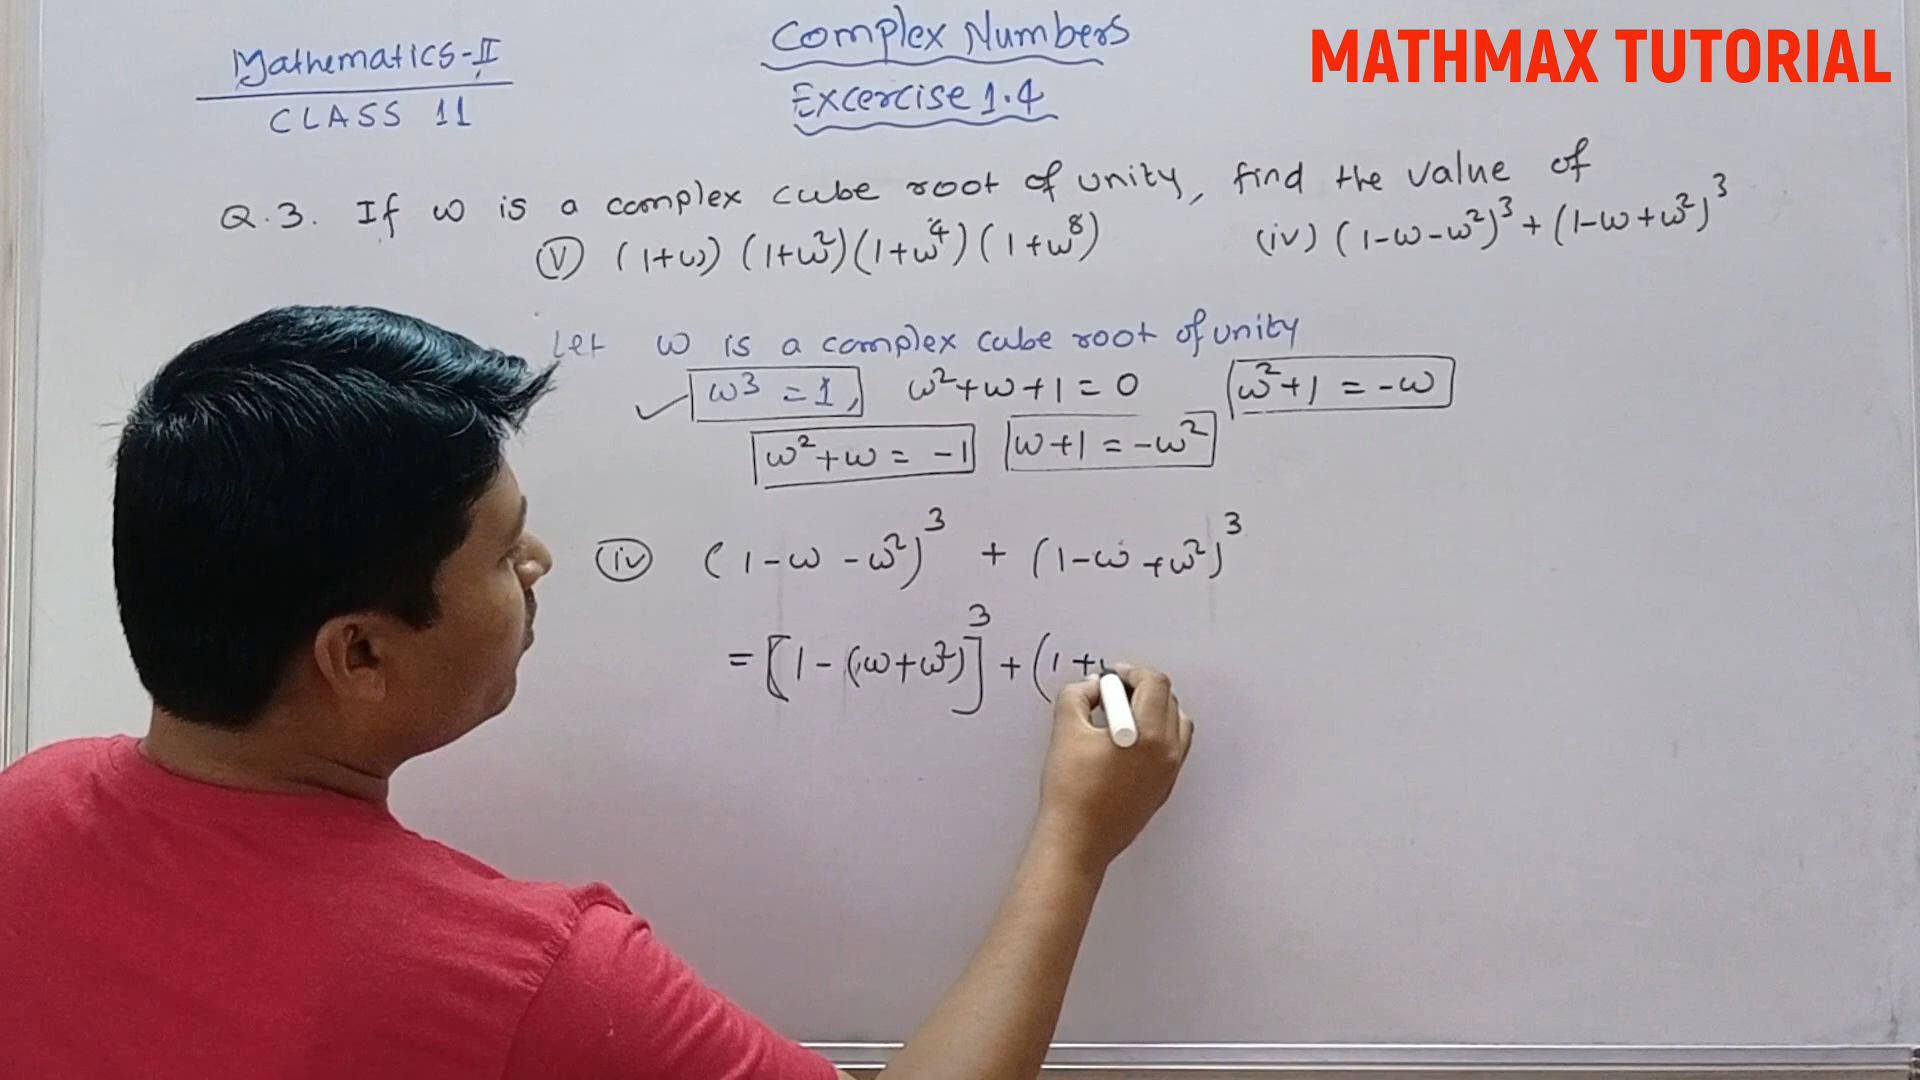 Mathematics-II
CLASS 11
Complex Numbers
Excercise 1.4
MATHMAX TUTORIAL
Q.3. If ω is a complex cube root of unity, find the value of
(v) (1+ω) (1+ω²)(1+ω⁴)(1+ω⁸) (iv) (1-ω-ω²)³+(1-ω+ω²)³
Let ω is a complex cube root of unity
✓ ω³ = 1, ω²+ω+1=0 ω²+1 = -ω
ω²+ω = -1 ω+1 = -ω²
(iv) (1-ω-ω²)³ + (1-ω+ω²)³
= [1-(ω+ω²)]³ + (1+